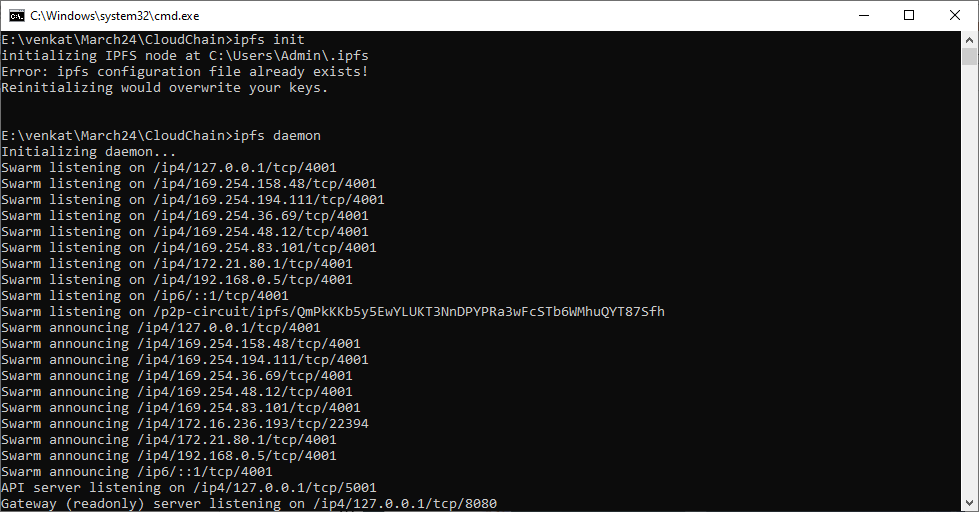 C:\Windows\system32\cmd.exe
E:\venkat\March24\CloudChain>ipfs init
initializing IPFS node at C:\Users\Admin\.ipfs
Error: ipfs configuration file already exists!
Reinitializing would overwrite your keys.
E:\venkat\March24\CloudChain>ipfs daemon
Initializing daemon...
Swarm listening on /ip4/127.0.0.1/tcp/4001
Swarm listening on /ip4/169.254.158.48/tcp/4001
Swarm listening on /ip4/169.254.194.111/tcp/4001
Swarm listening on /ip4/169.254.36.69/tcp/4001
Swarm listening on /ip4/169.254.48.12/tcp/4001
Swarm listening on /ip4/169.254.83.101/tcp/4001
Swarm listening on /ip4/172.21.80.1/tcp/4001
Swarm listening on /ip4/192.168.0.5/tcp/4001
Swarm listening on /ip6/::1/tcp/4001
Swarm listening on /p2p-circuit/ipfs/QmPkKKb5y5EwYLUKT3NnDPYPRa3wFcSTb6WMhuQYT87Sfh
Swarm announcing /ip4/127.0.0.1/tcp/4001
Swarm announcing /ip4/169.254.158.48/tcp/4001
Swarm announcing /ip4/169.254.194.111/tcp/4001
Swarm announcing /ip4/169.254.36.69/tcp/4001
Swarm announcing /ip4/169.254.48.12/tcp/4001
Swarm announcing /ip4/169.254.83.101/tcp/4001
Swarm announcing /ip4/172.16.236.193/tcp/22394
Swarm announcing /ip4/172.21.80.1/tcp/4001
Swarm announcing /ip4/192.168.0.5/tcp/4001
Swarm announcing /ip6/::1/tcp/4001
API server listening on /ip4/127.0.0.1/tcp/5001
Gateway (readonly) server listening on /ip4/127.0.0.1/tcp/8080